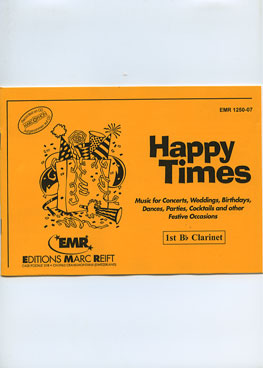 EMR 1250-07
Happy
Times
Music for Concerts, Weddings, Birthdays,
Dances, Parties, Cocktails and other
Festive Occasions
1st B♭ Clarinet
EMR
EDITIONS MARC REIFT